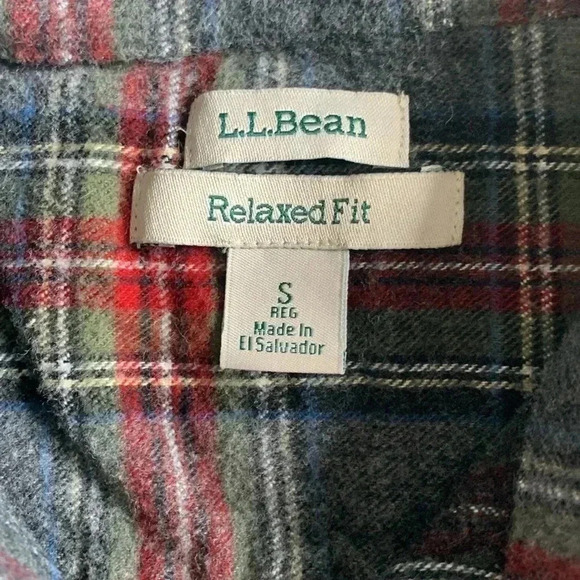 L.L.Bean
Relaxed Fit
S
REG
Made In
El Salvador